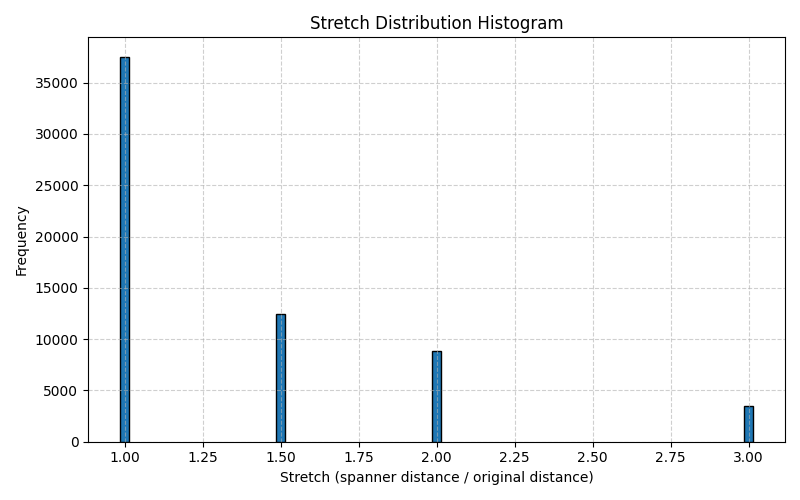 Stretch Distribution Histogram
Frequency
35000
30000
25000
20000
15000
10000
5000
0
1.00 1.25 1.50 1.75 2.00 2.25 2.50 2.75 3.00
Stretch (spanner distance / original distance)